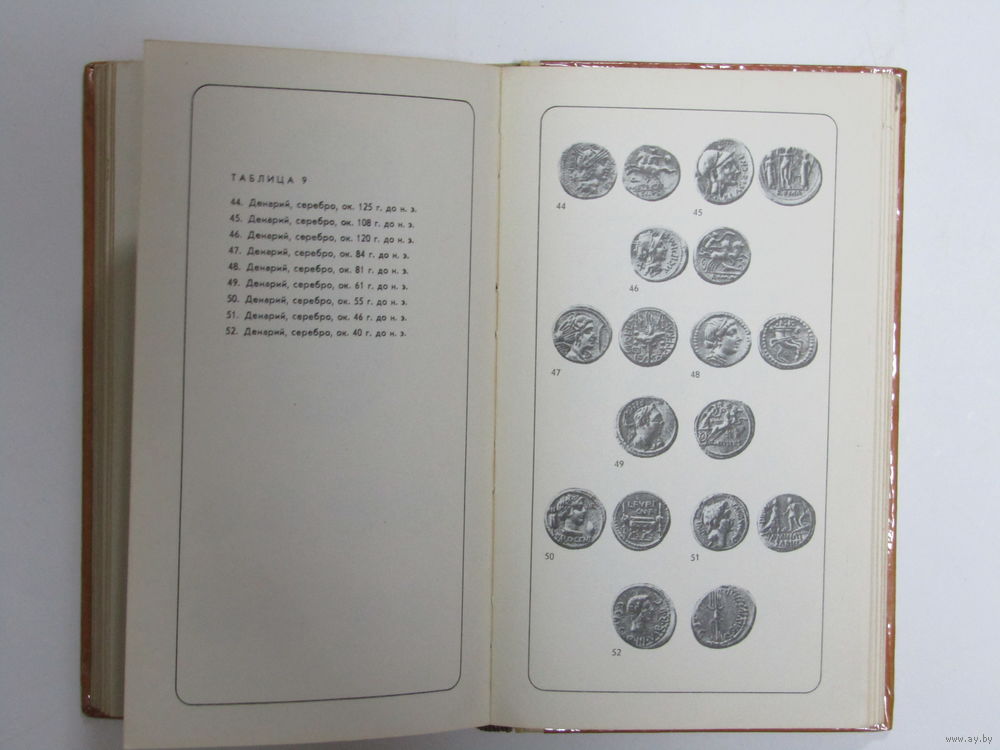 ТАБЛИЦА 9
44. Денарий, серебро, ок. 125 г. до н. э.
45. Денарий, серебро, ок. 108 г. до н. э.
46. Денарий, серебро, ок. 120 г. до н. э.
47. Денарий, серебро, ок. 84 г. до н. э.
48. Денарий, серебро, ок. 81 г. до н. э.
49. Денарий, серебро, ок. 61 г. до н. э.
50. Денарий, серебро, ок. 55 г. до н. э.
51. Денарий, серебро, ок. 46 г. до н. э.
52. Денарий, серебро, ок. 40 г. до н. э.
44
45
46
47
48
49
50
51
52
www.ay.by